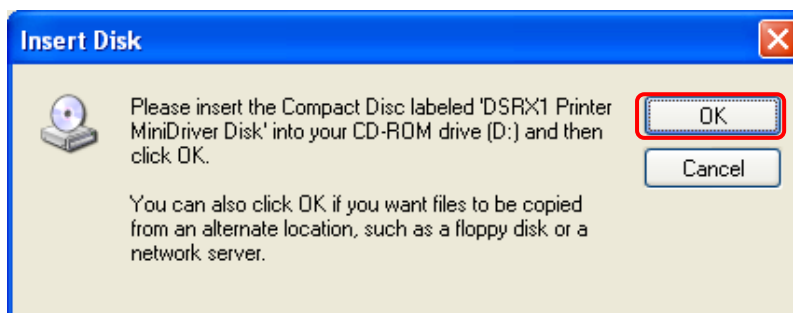 Insert Disk
Please insert the Compact Disc labeled 'DSRX1 Printer
MiniDriver Disk' into your CD-ROM drive (D:) and then
click OK.
You can also click OK if you want files to be copied
from an alternate location, such as a floppy disk or a
network server.
OK
Cancel